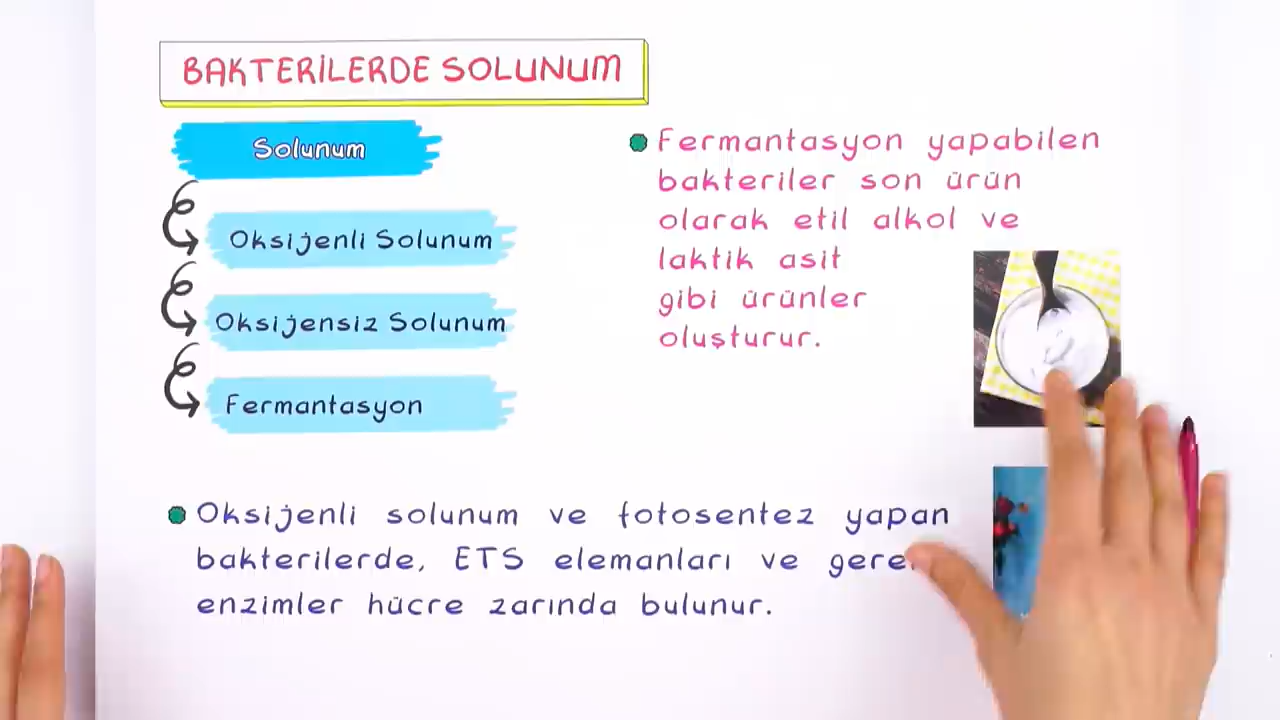 BAKTERİLERDE SOLUNUM
Solunum
Oksijenli Solunum
Oksijensiz Solunum
Fermantasyon
Fermantasyon yapabilen
bakteriler son ürün
olarak etil alkol ve
laktik asit
gibi ürünler
oluşturur.
Oksijenli solunum ve fotosentez yapan
bakterilerde, ETS elemanları ve
enzimler hücre zarında bulunur.